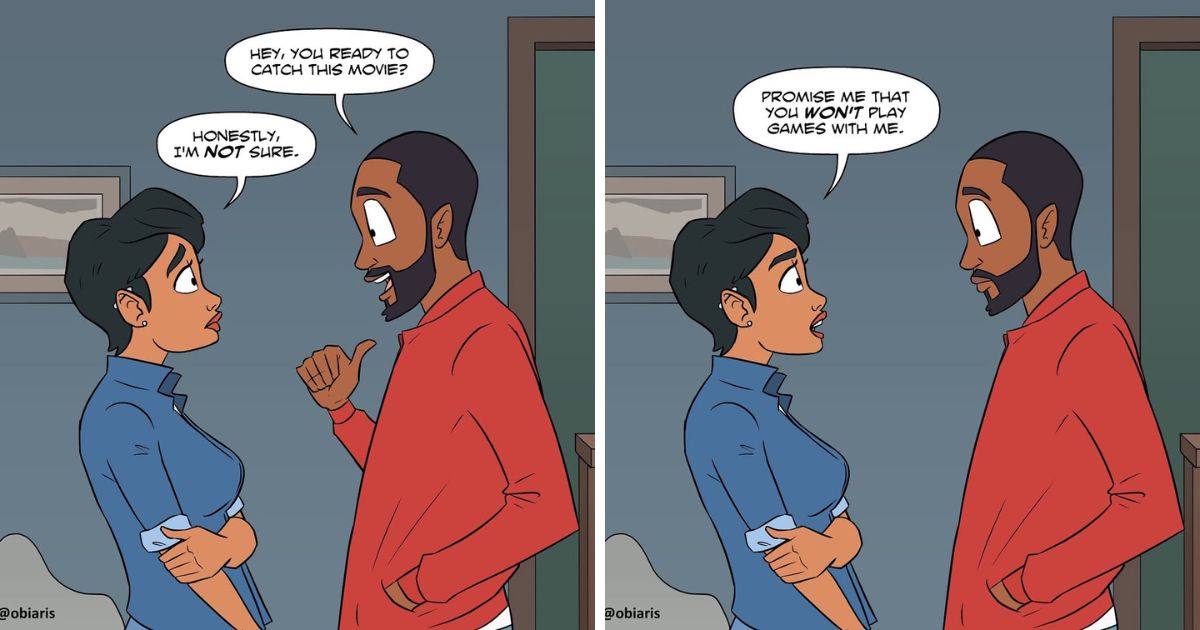 HEY, YOU READY TO
CATCH THIS MOVIE?
HONESTLY,
I'M NOT SURE.
@obiaris
PROMISE ME THAT
YOU WON'T PLAY
GAMES WITH ME.
@obiaris